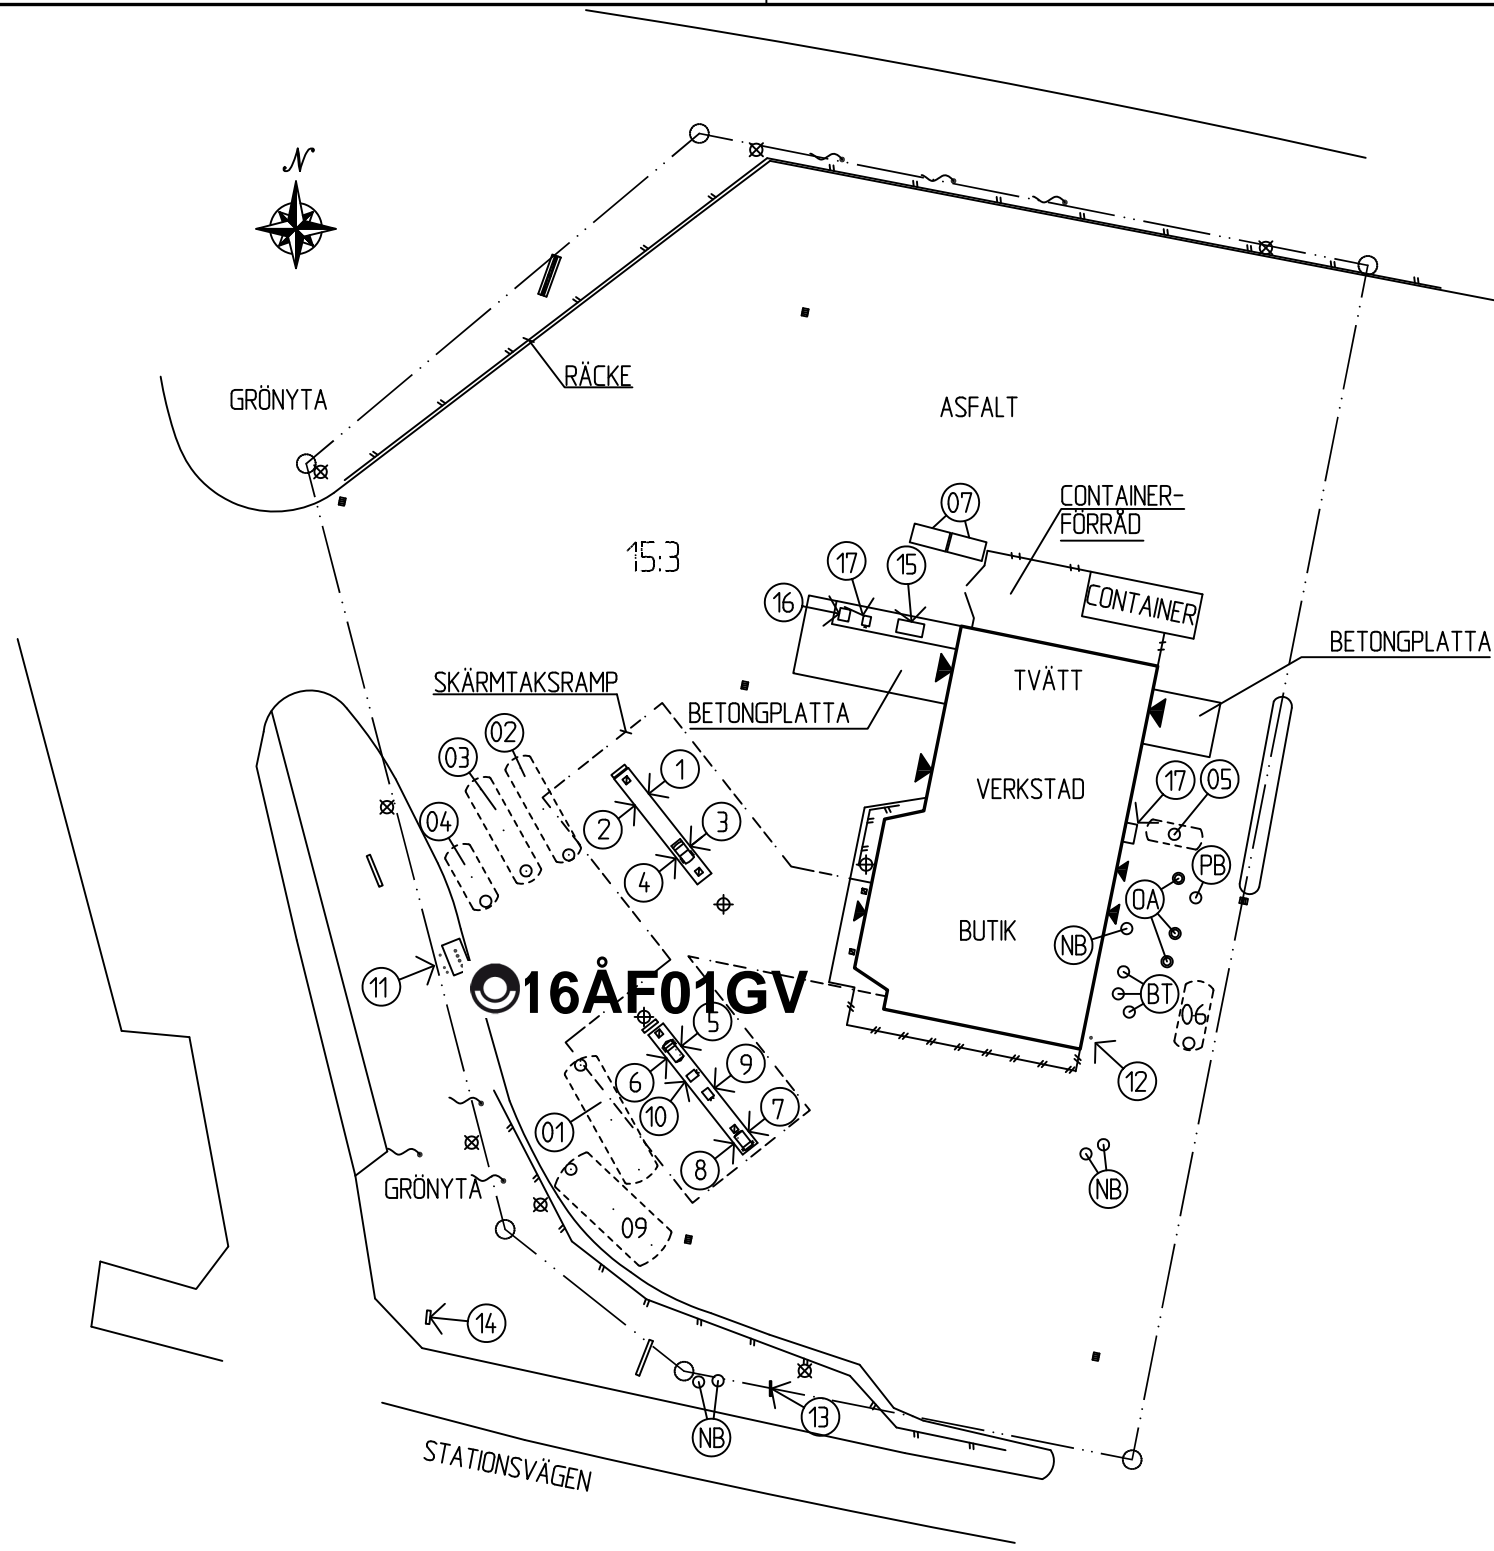 N
RÄCKE
GRÖNYTA
ASFALT
07
CONTAINER-
FÖRRÅD
15:3
17
15
16
CONTAINER
BETONGPLATTA
TVÄTT
SKÄRMTAKSRAMP
BETONGPLATTA
02
03
1
04
2
3
4
VERKSTAD
17
05
PB
OA
NB
BUTIK
11
16ÅF01GV
BT
06
5
6
9
10
7
8
01
12
09
GRÖNYTA
NB
14
13
NB
STATIONSVÄGEN